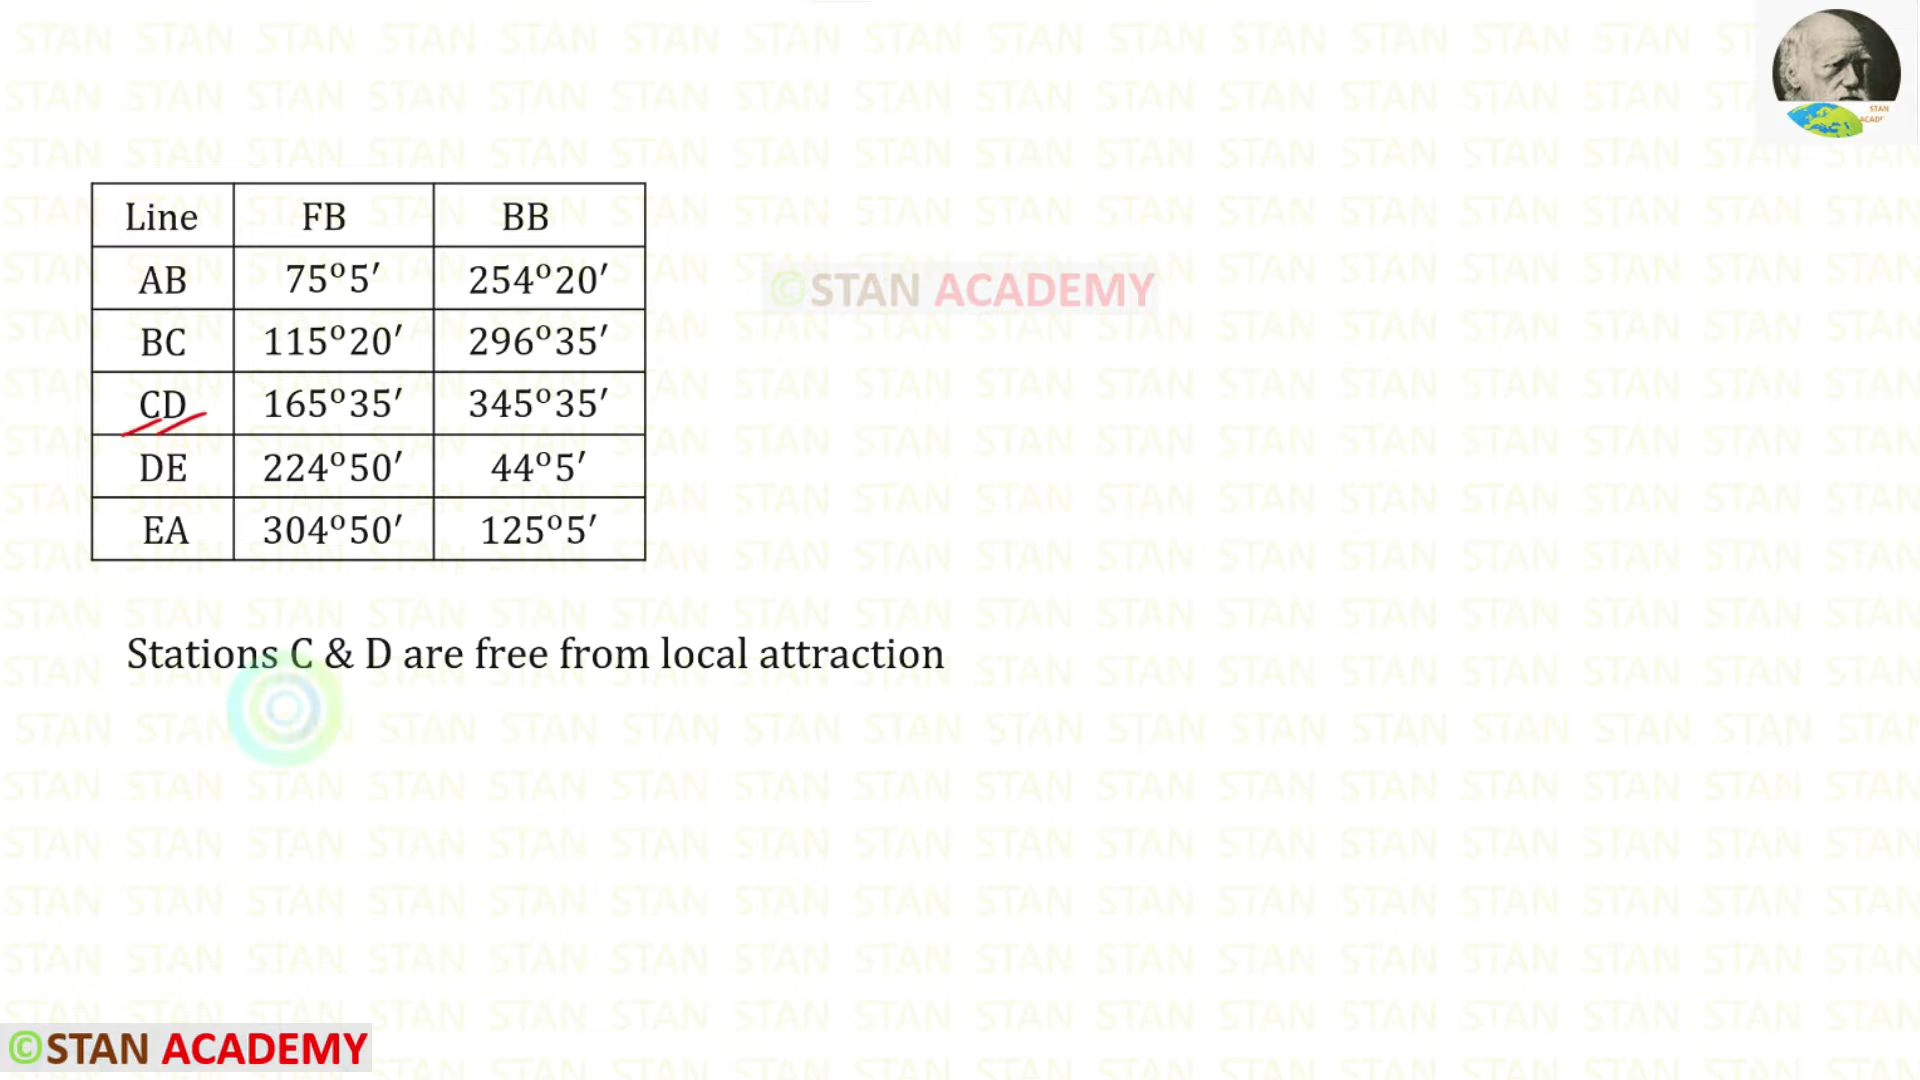 Line FB BB
AB 75°5′ 254°20′
BC 115°20′ 296°35′
CD 165°35′ 345°35′
DE 224°50′ 44°5′
EA 304°50′ 125°5′
Stations C & D are free from local attraction
©STAN ACADEMY
©STAN ACADEMY